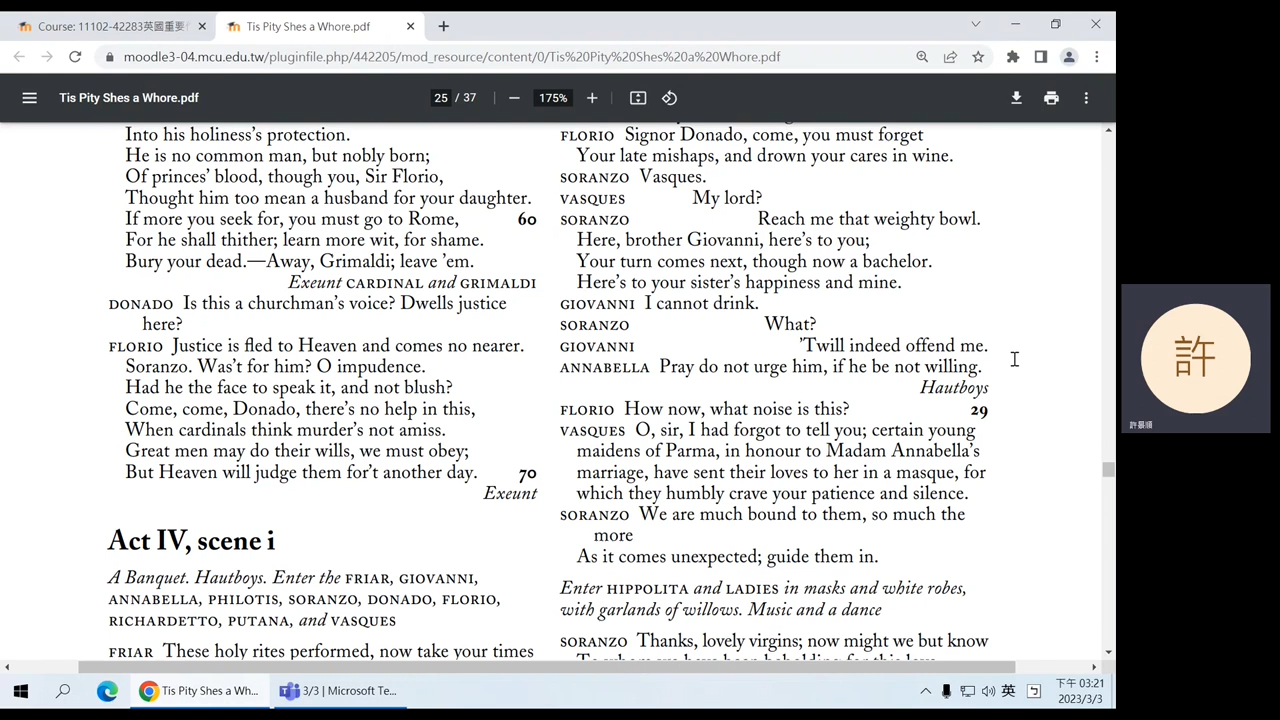 Course: 11102-42283英國重要
Tis Pity Shes a Whore.pdf
moodle3-04.mcu.edu.tw/pluginfile.php/442205/mod_resource/content/0/Tis%20Pity%20Shes%20a%20Whore.pdf
Tis Pity Shes a Whore.pdf
25 / 37
175%
Into his holiness's protection.
He is no common man, but nobly born;
Of princes' blood, though you, Sir Florio,
Thought him too mean a husband for your daughter.
If more you seek for, you must go to Rome, 60
For he shall thither; learn more wit, for shame.
Bury your dead.—Away, Grimaldi; leave 'em.
Exeunt CARDINAL and GRIMALDI
DONADO Is this a churchman's voice? Dwells justice
here?
FLORIO Justice is fled to Heaven and comes no nearer.
Soranzo. Was't for him? O impudence.
Had he the face to speak it, and not blush?
Come, come, Donado, there's no help in this,
When cardinals think murder's not amiss.
Great men may do their wills, we must obey;
But Heaven will judge them for't another day. 70
Exeunt
Act IV, scene i
A Banquet. Hautboys. Enter the FRIAR, GIOVANNI,
ANNABELLA, PHILOTIS, SORANZO, DONADO, FLORIO,
RICHARDETTO, PUTANA, and VASQUES
FRIAR These holy rites performed, now take your times
FLORIO Signor Donado, come, you must forget
Your late mishaps, and drown your cares in wine.
SORANZO Vasques.
VASQUES My lord?
SORANZO Reach me that weighty bowl.
Here, brother Giovanni, here's to you;
Your turn comes next, though now a bachelor.
Here's to your sister's happiness and mine.
GIOVANNI I cannot drink.
SORANZO What?
GIOVANNI 'Twill indeed offend me.
ANNABELLA Pray do not urge him, if he be not willing.
Hautboys
FLORIO How now, what noise is this? 29
VASQUES O, sir, I had forgot to tell you; certain young
maidens of Parma, in honour to Madam Annabella's
marriage, have sent their loves to her in a masque, for
which they humbly crave your patience and silence.
SORANZO We are much bound to them, so much the
more
As it comes unexpected; guide them in.
Enter HIPPOLITA and LADIES in masks and white robes,
with garlands of willows. Music and a dance
SORANZO Thanks, lovely virgins; now might we but know
許
許景順
Tis Pity Shes a Wh...
3/3 | Microsoft Te...
英
下午 03:21
2023/3/3